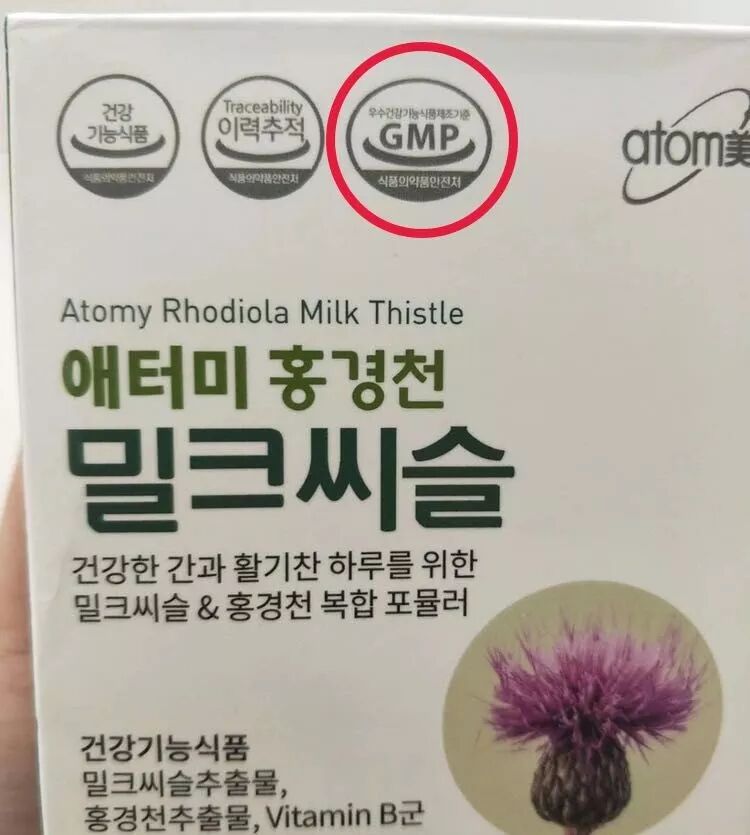 건강
기능식품
식품의약품안전처
Traceability
이력추적
식품의약품안전처
우수건강기능식품제조기준
GMP
식품의약품안전처
atom美
Atomy Rhodiola Milk Thistle
애터미 홍경천
밀크씨슬
건강한 간과 활기찬 하루를 위한
밀크씨슬 & 홍경천 복합 포뮬러
건강기능식품
밀크씨슬추출물,
홍경천추출물, Vitamin B군